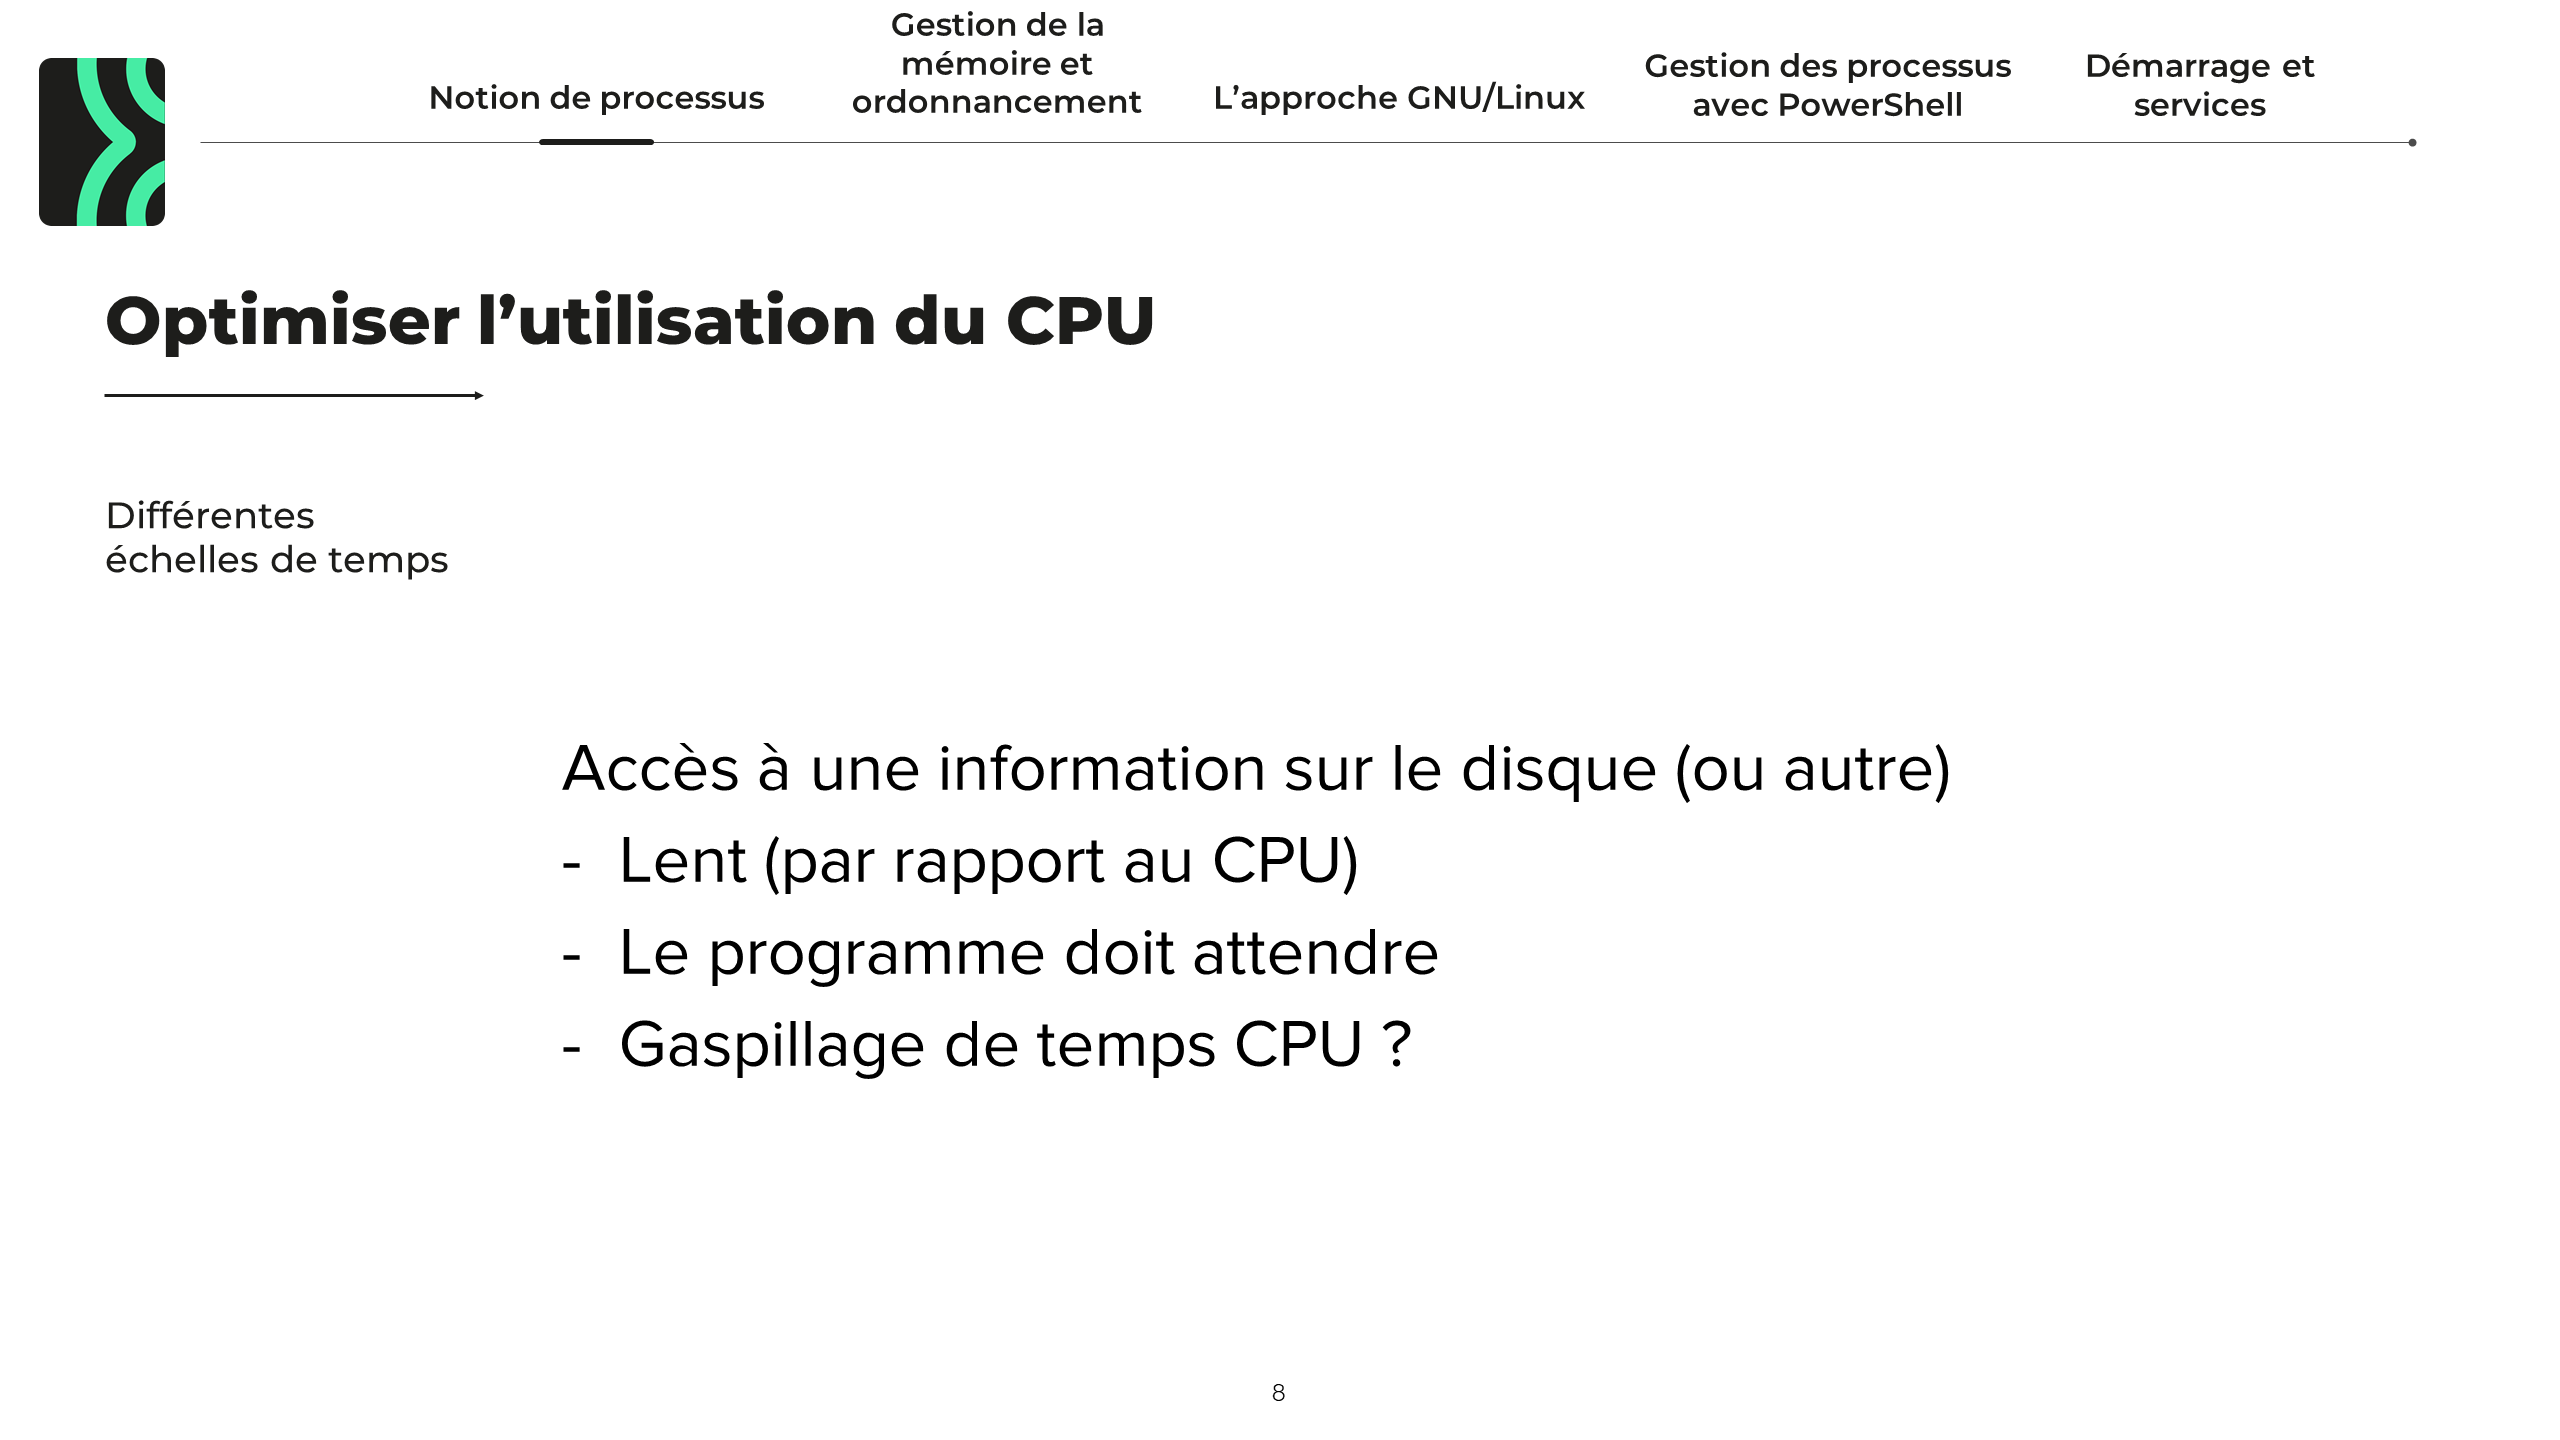 Notion de processus
Gestion de la
mémoire et
ordonnancement
L’approche GNU/Linux
Gestion des processus
avec PowerShell
Démarrage et
services
Optimiser l’utilisation du CPU
Différentes
échelles de temps
Accès à une information sur le disque (ou autre)
- Lent (par rapport au CPU)
- Le programme doit attendre
- Gaspillage de temps CPU ?
8